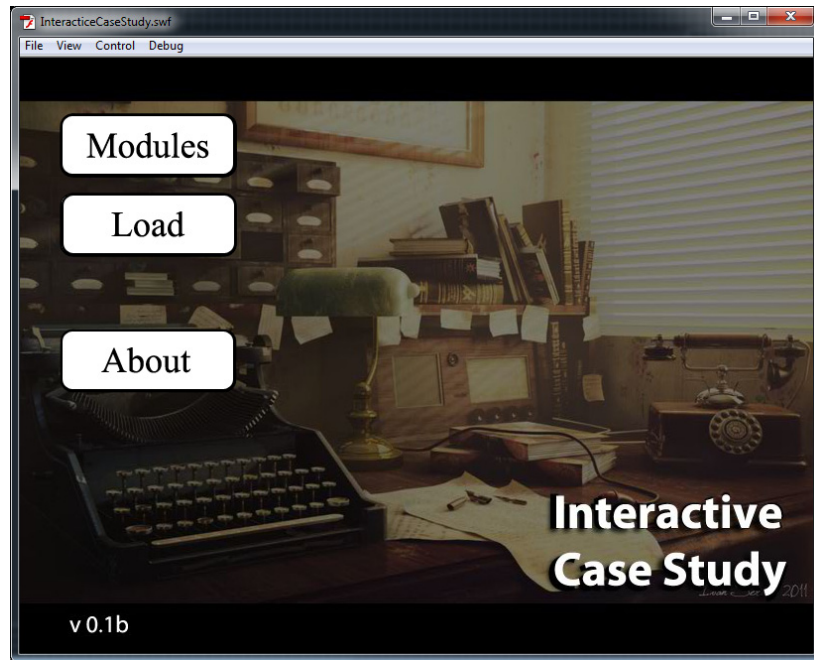 InteracticeCaseStudy.swf
File View Control Debug
Modules
Load
About
Interactive
Case Study
2011
v 0.1b